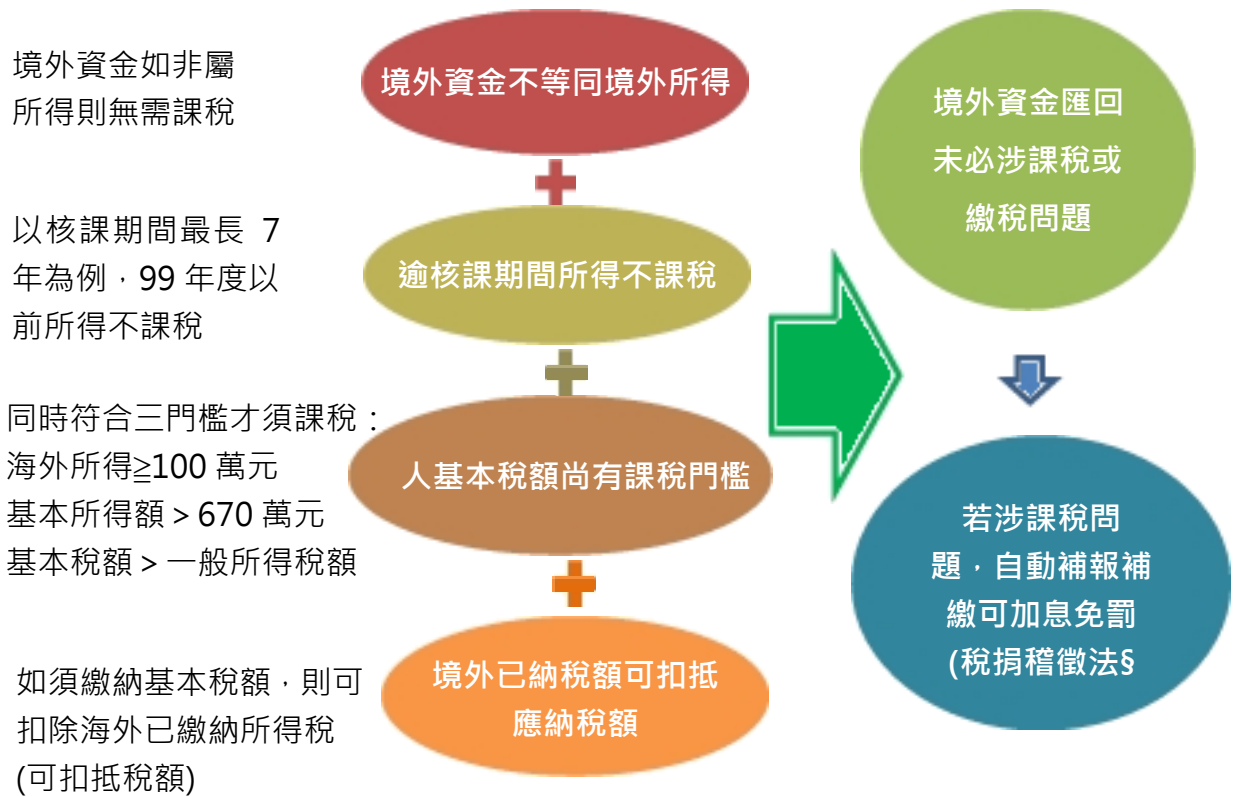 境外資金如非屬
所得則無需課稅
境外資金不等同境外所得
以核課期間最長 7
年為例，99 年度以
前所得不課稅
逾核課期間所得不課稅
同時符合三門檻才須課稅：
海外所得≧100 萬元
基本所得額 > 670 萬元
基本稅額 > 一般所得稅額
人基本稅額尚有課稅門檻
如須繳納基本稅額，則可
扣除海外已繳納所得稅
(可扣抵稅額)
境外已納稅額可扣抵
應納稅額
境外資金匯回
未必涉課稅或
繳稅問題
若涉課稅問
題，自動補報補
繳可加息免罰
(稅捐稽徵法§